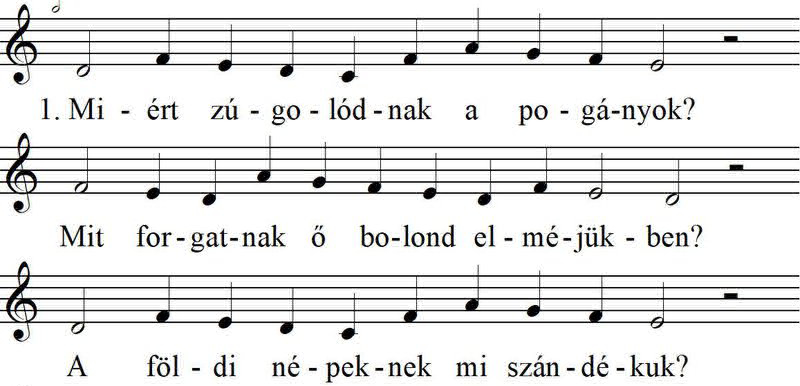 1. Mi - ért zú - go - lód - nak a po - gá-nyok?
Mit for - gat-nak ő bo-lond el - mé-jük - ben?
A föl - di né-pek-nek mi szán-dé-kuk?